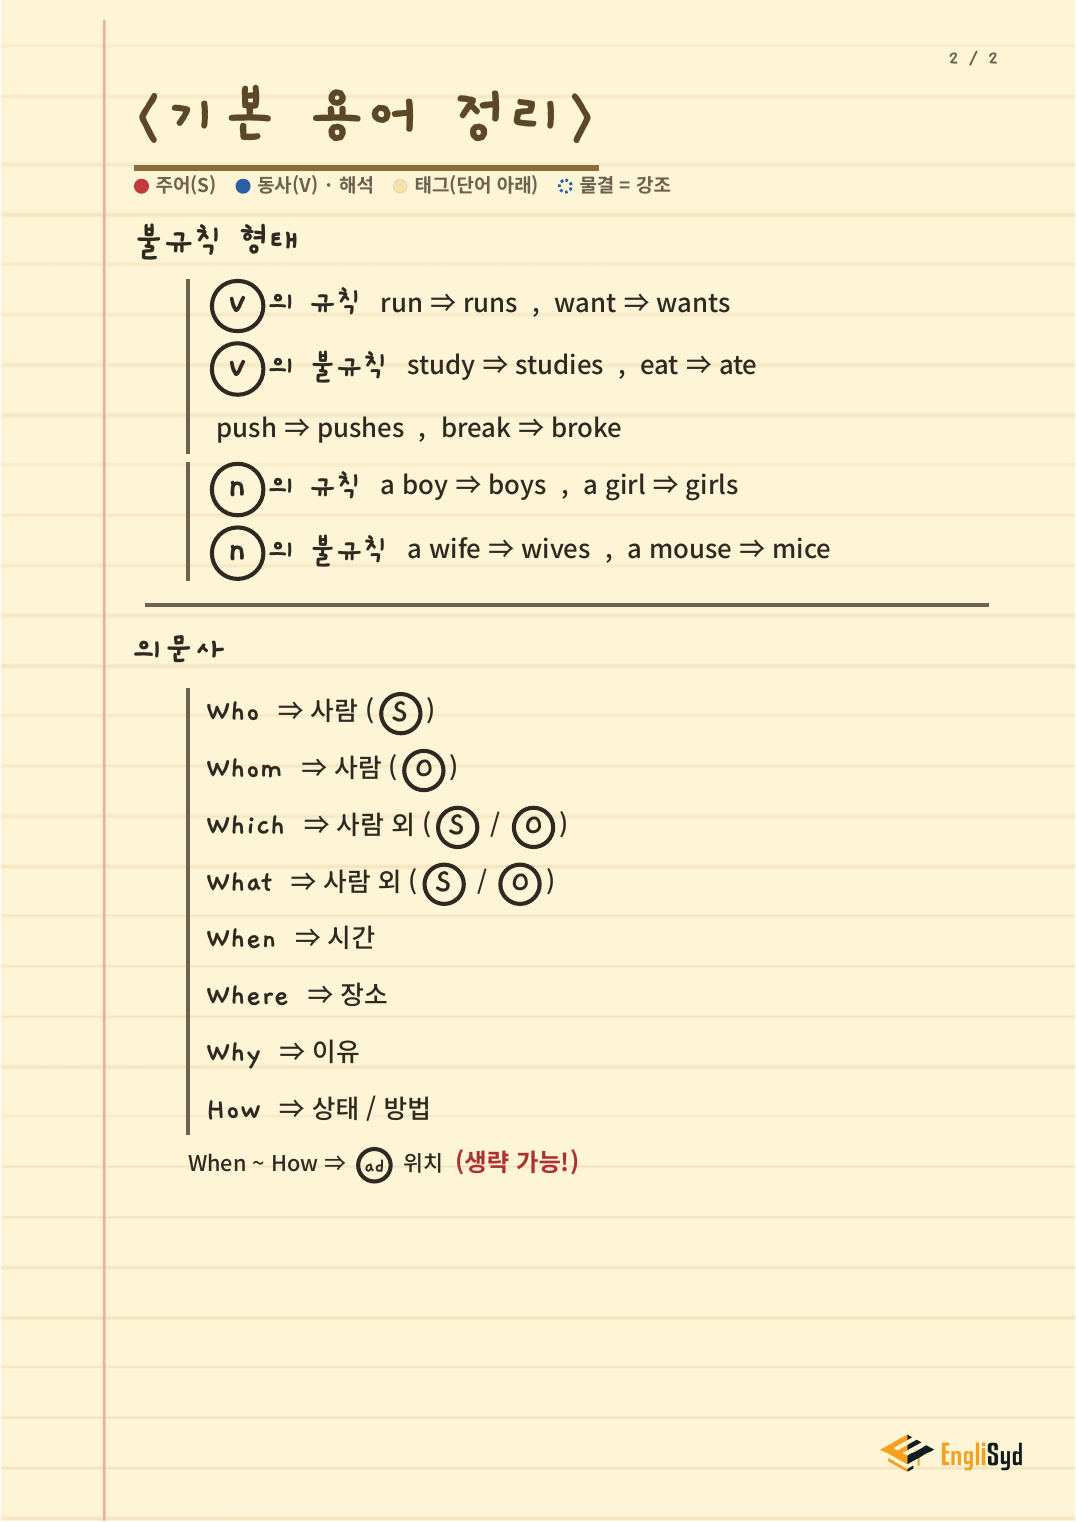 2 / 2
<기본 용어 정리>
주어(S) 동사(V) · 해석 태그(단어 아래) 물결 = 강조
불규칙 형태
v의 규칙 run ⇒ runs , want ⇒ wants
v의 불규칙 study ⇒ studies , eat ⇒ ate
push ⇒ pushes , break ⇒ broke
n의 규칙 a boy ⇒ boys , a girl ⇒ girls
n의 불규칙 a wife ⇒ wives , a mouse ⇒ mice
의문사
Who ⇒ 사람 (S)
Whom ⇒ 사람 (O)
Which ⇒ 사람 외 (S / O)
What ⇒ 사람 외 (S / O)
When ⇒ 시간
Where ⇒ 장소
Why ⇒ 이유
How ⇒ 상태 / 방법
When ~ How ⇒ ad 위치 (생략 가능!)
EngliSyd